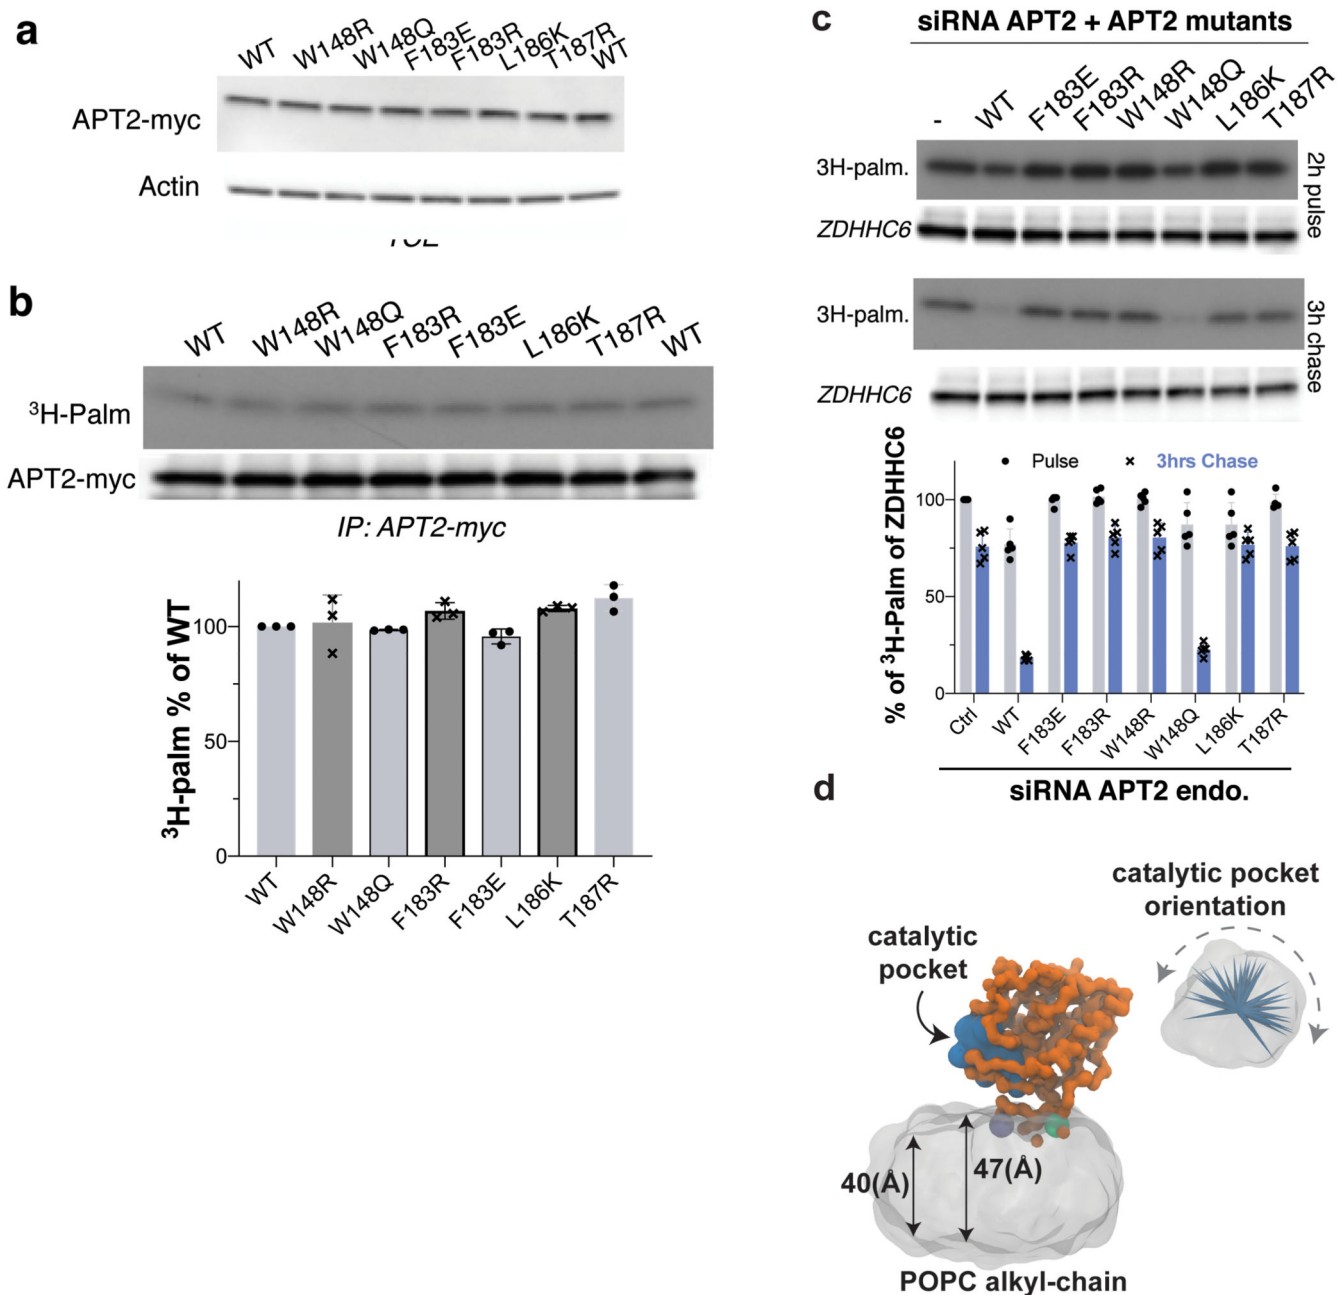 a
WT W148R W148Q F183E F183R L186K T187R WT
APT2-myc
Actin
b
WT W148R W148Q F183R F183E L186K T187R WT
³H-Palm
APT2-myc
IP: APT2-myc
³H-palm % of WT
100
50
0
WT W148R W148Q F183R F183E L186K T187R
c
siRNA APT2 + APT2 mutants
- WT F183E F183R W148R W148Q L186K T187R
3H-palm.
ZDHHC6
2h pulse
3H-palm.
ZDHHC6
3h chase
% of ³H-Palm of ZDHHC6
Pulse 3hrs Chase
100
50
0
Ctrl WT F183E F183R W148R W148Q L186K T187R
siRNA APT2 endo.
d
catalytic pocket
orientation
catalytic
pocket
40(Å)
47(Å)
POPC alkyl-chain